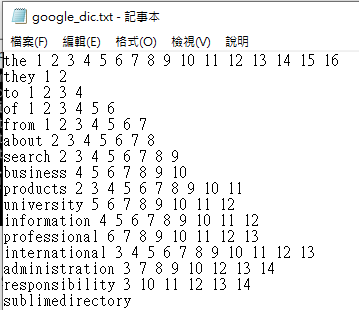 google_dic.txt - 記事本
檔案(F) 編輯(E) 格式(O) 檢視(V) 說明
the 1 2 3 4 5 6 7 8 9 10 11 12 13 14 15 16
they 1 2
to 1 2 3 4
of 1 2 3 4 5 6
from 1 2 3 4 5 6 7
about 2 3 4 5 6 7 8
search 2 3 4 5 6 7 8 9
business 4 5 6 7 8 9 10
products 2 3 4 5 6 7 8 9 10 11
university 5 6 7 8 9 10 11 12
information 4 5 6 7 8 9 10 11 12
professional 6 7 8 9 10 11 12 13
international 3 4 5 6 7 8 9 10 11 12 13
administration 3 7 8 9 10 12 13 14
responsibility 3 10 11 12 13 14
sublimedirectory